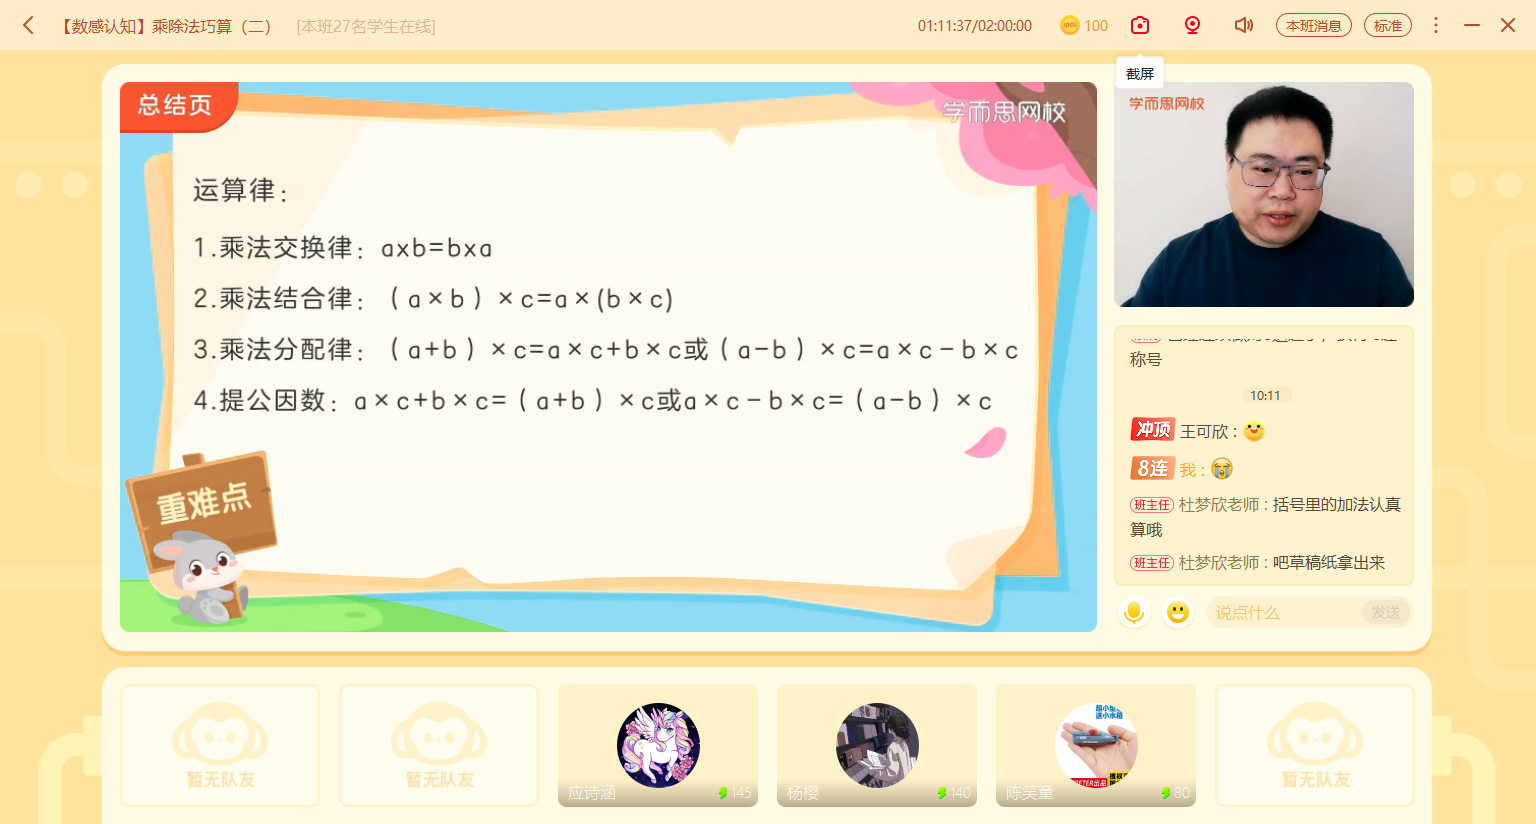 【数感认知】乘除法巧算（二） [本班27名学生在线] 01:11:37/02:00:00 100 本班消息 标准
截屏
总结页
学而思网校
学而思网校
运算律：
1.乘法交换律：axb=bxa
2.乘法结合律：（a×b）×c=a×(b×c)
3.乘法分配律：（a+b）×c=a×c+b×c或（a-b）×c=a×c-b×c
4.提公因数：a×c+b×c=（a+b）×c或a×c-b×c=（a-b）×c
重难点
称号
10:11
冲顶 王可欣：
8连 我：
班主任 杜梦欣老师：括号里的加法认真
算哦
班主任 杜梦欣老师：吧草稿纸拿出来
说点什么 发送
暂无队友
暂无队友
应诗涵 145
杨樱 140
超小型
送小水箱
陈笑童 80
暂无队友